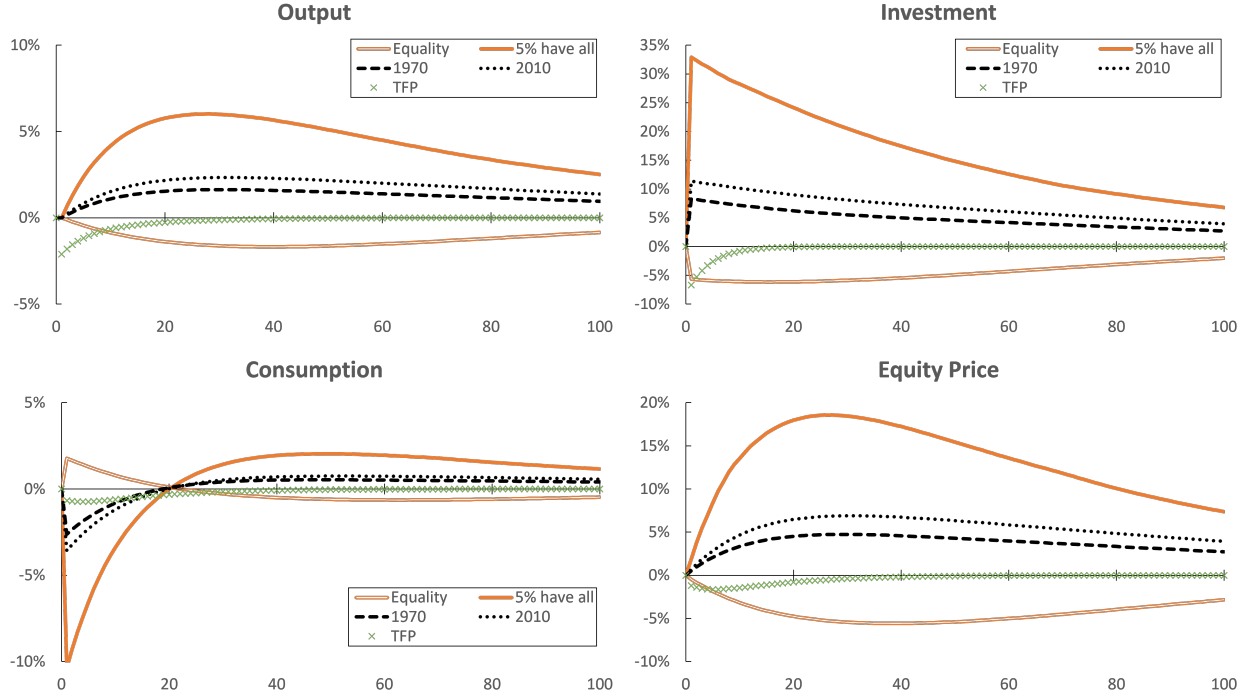 Output
10%
5%
0%
-5%
0 20 40 60 80 100
Equality 5% have all
1970 2010
TFP
Investment
35%
30%
25%
20%
15%
10%
5%
0%
-5%
-10%
0 20 40 60 80 100
Equality 5% have all
1970 2010
TFP
Consumption
5%
0%
-5%
-10%
0 20 40 60 80 100
Equality 5% have all
1970 2010
TFP
Equity Price
20%
15%
10%
5%
0%
-5%
-10%
0 20 40 60 80 100